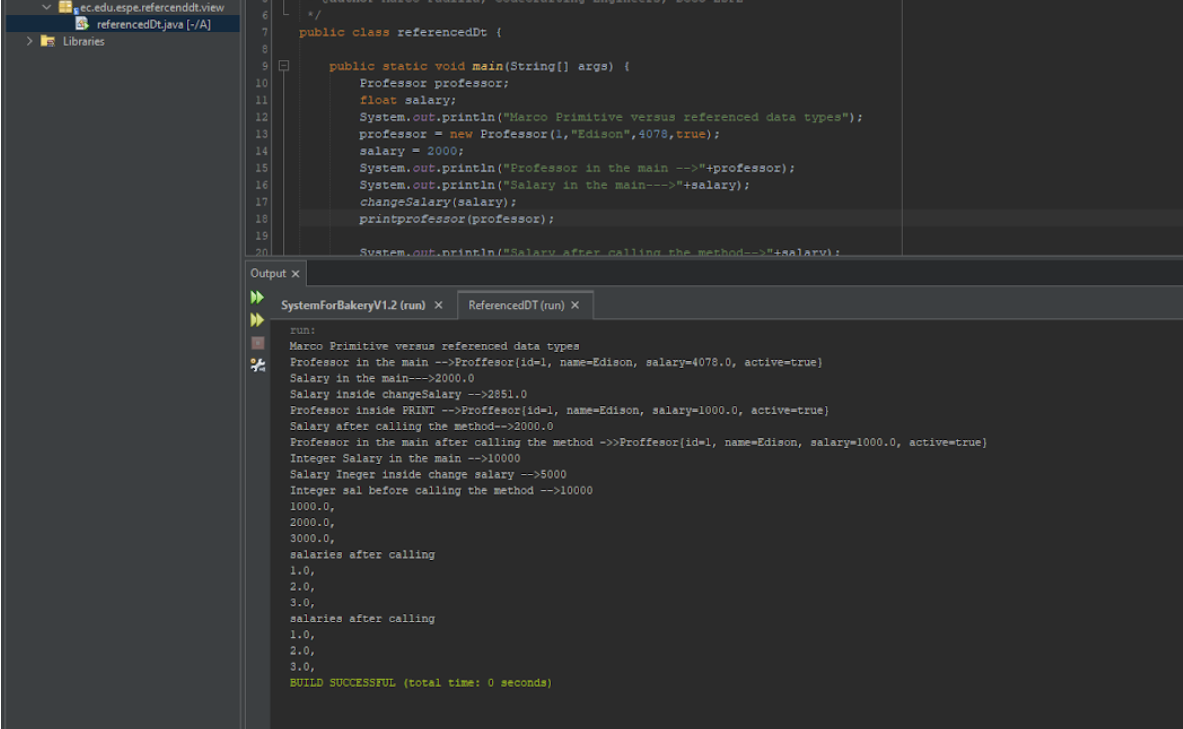 ec.edu.espe.refercenddt.view
referencedDt.java [-/A]
Libraries
6 */
7 public class referencedDt {
8
9 public static void main(String[] args) {
10 Professor professor;
11 float salary;
12 System.out.println("Marco Primitive versus referenced data types");
13 professor = new Professor(1,"Edison",4078,true);
14 salary = 2000;
15 System.out.println("Professor in the main -->"+professor);
16 System.out.println("Salary in the main--->"+salary);
17 changeSalary(salary);
18 printprofessor(professor);
19
20 System.out.println("Salary after calling the method-->"+salary);
Output ×
SystemForBakeryV1.2 (run) × ReferencedDT (run) ×
run:
Marco Primitive versus referenced data types
Professor in the main -->Proffesor{id=1, name=Edison, salary=4078.0, active=true}
Salary in the main--->2000.0
Salary inside changeSalary -->2851.0
Professor inside PRINT -->Proffesor{id=1, name=Edison, salary=1000.0, active=true}
Salary after calling the method-->2000.0
Professor in the main after calling the method ->>Proffesor{id=1, name=Edison, salary=1000.0, active=true}
Integer Salary in the main -->10000
Salary Ineger inside change salary -->5000
Integer sal before calling the method -->10000
1000.0,
2000.0,
3000.0,
salaries after calling
1.0,
2.0,
3.0,
salaries after calling
1.0,
2.0,
3.0,
BUILD SUCCESSFUL (total time: 0 seconds)